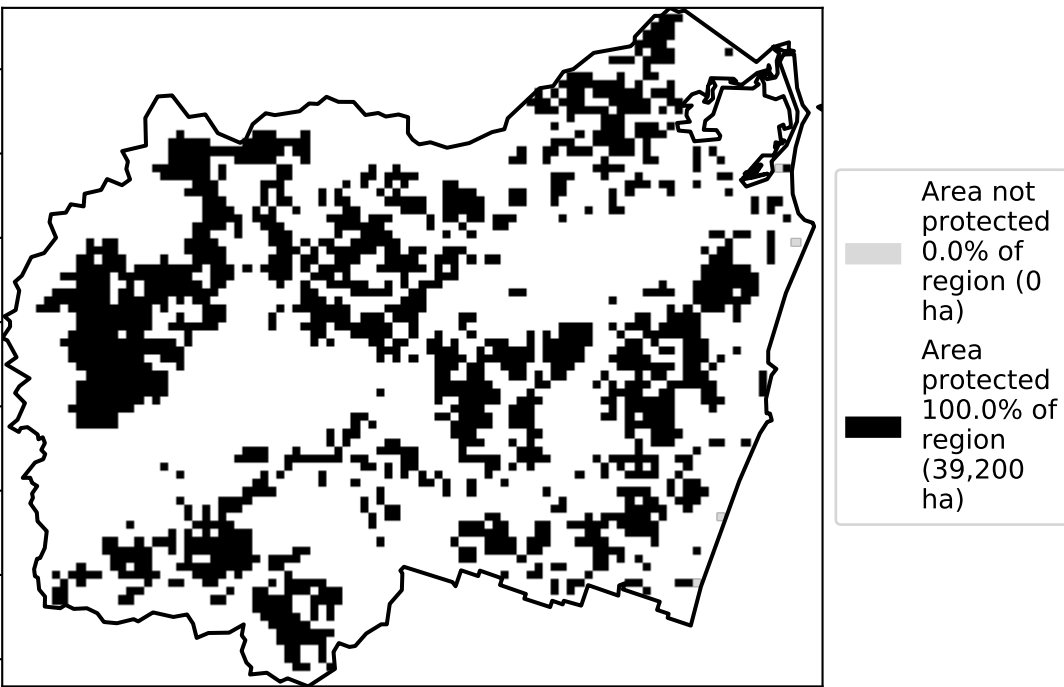 Area not
protected
0.0% of
region (0
ha)
Area
protected
100.0% of
region
(39,200
ha)